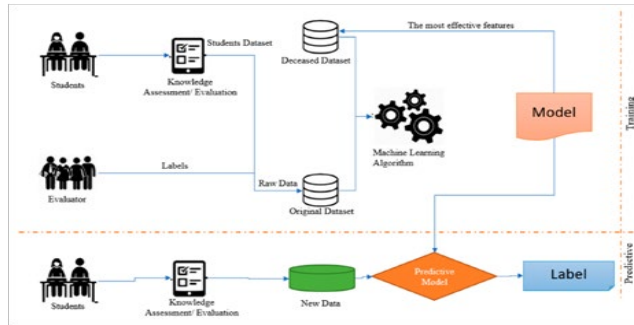 Students Dataset
The most effective features
Deceased Dataset
Students
Knowledge
Assessment/ Evaluation
Model
Training
Machine Learning
Algorithm
Labels
Raw Data
Evaluator
Original Dataset
Predictive
Model
Label
Predictive
Students
Knowledge
Assessment/ Evaluation
New Data